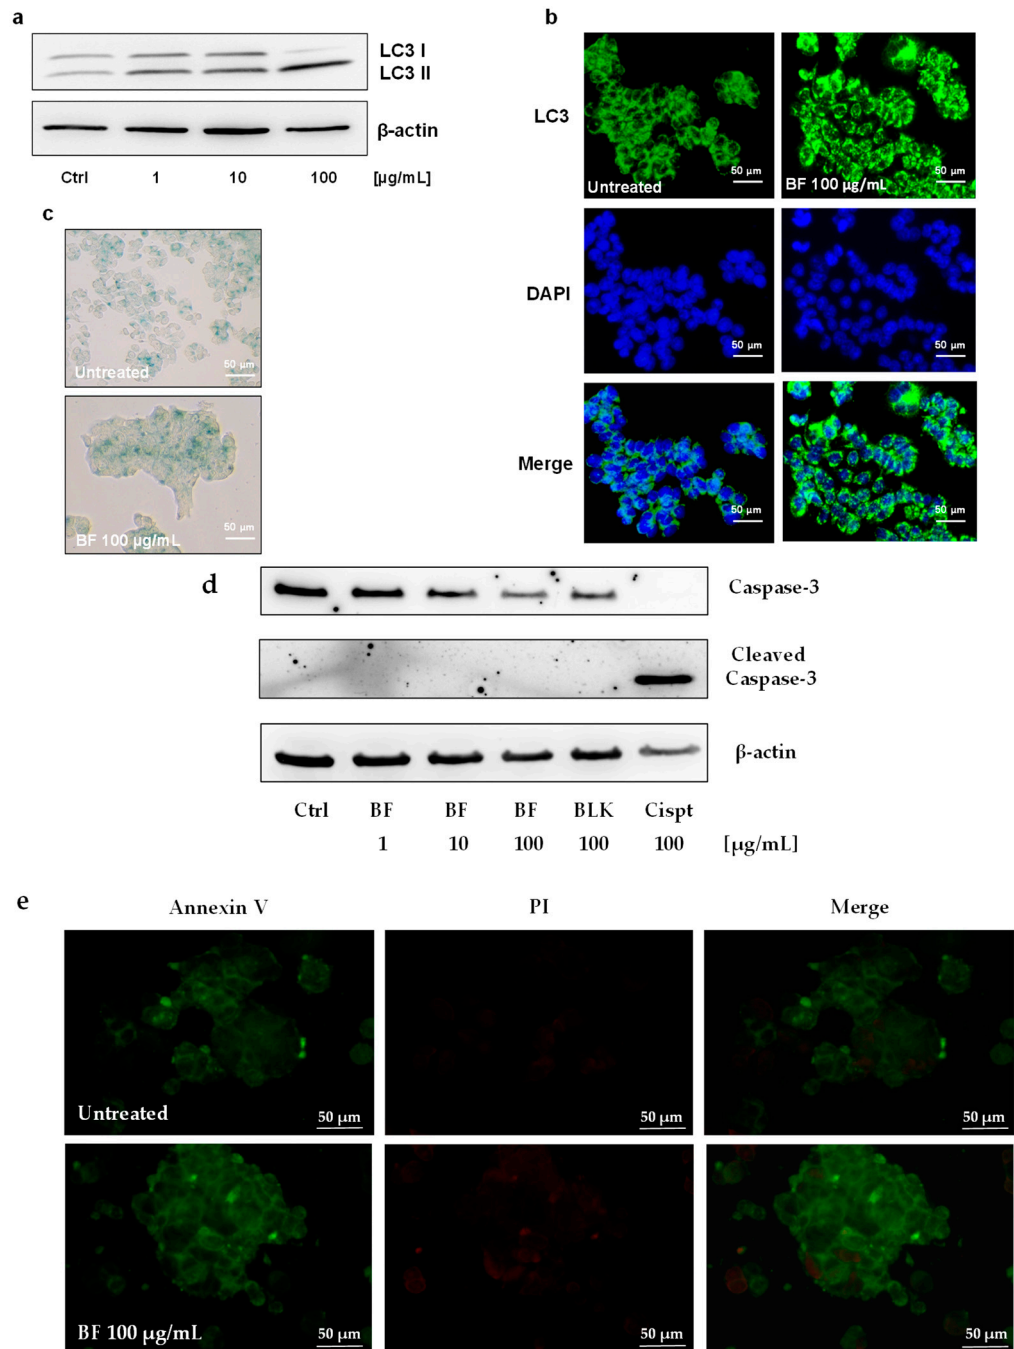 a
LC3 I
LC3 II
β-actin
Ctrl 1 10 100 [µg/mL]
b
LC3
Untreated
50 µm
BF 100 µg/mL
50 µm
DAPI
50 µm
50 µm
Merge
50 µm
50 µm
c
Untreated
50 µm
BF 100 µg/mL
50 µm
d
Caspase-3
Cleaved
Caspase-3
β-actin
Ctrl BF BF BF BLK Cispt
1 10 100 100 100 [µg/mL]
e
Annexin V PI Merge
Untreated
50 µm
50 µm
50 µm
BF 100 µg/mL
50 µm
50 µm
50 µm